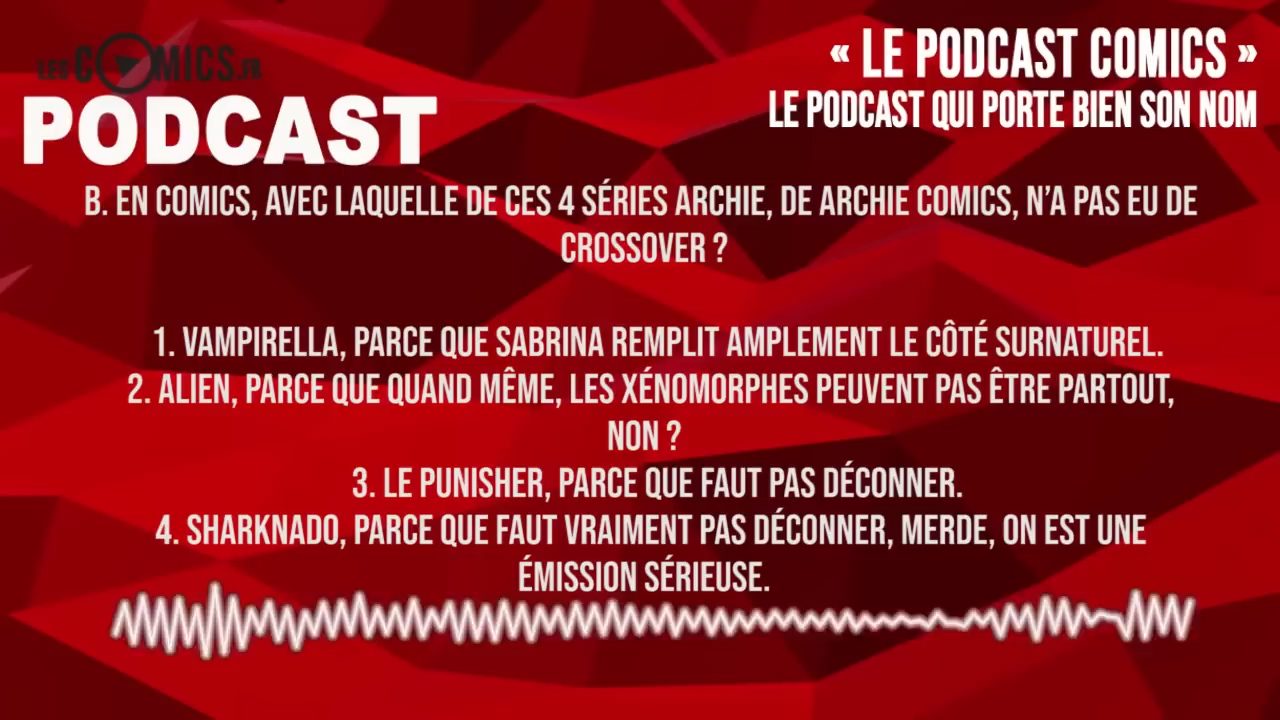 LESCOMICS.FR
PODCAST
« LE PODCAST COMICS »
LE PODCAST QUI PORTE BIEN SON NOM
B. EN COMICS, AVEC LAQUELLE DE CES 4 SÉRIES ARCHIE, DE ARCHIE COMICS, N’A PAS EU DE
CROSSOVER ?
1. VAMPIRELLA, PARCE QUE SABRINA REMPLIT AMPLEMENT LE CÔTÉ SURNATUREL.
2. ALIEN, PARCE QUE QUAND MÊME, LES XÉNOMORPHES PEUVENT PAS ÊTRE PARTOUT,
NON ?
3. LE PUNISHER, PARCE QUE FAUT PAS DÉCONNER.
4. SHARKNADO, PARCE QUE FAUT VRAIMENT PAS DÉCONNER, MERDE, ON EST UNE
ÉMISSION SÉRIEUSE.